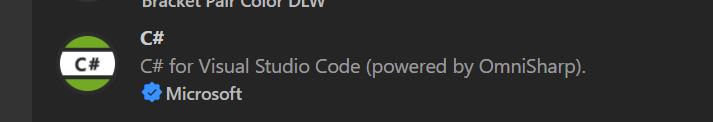 Bracket Pair Color DLW
C#
C#
C# for Visual Studio Code (powered by OmniSharp).
Microsoft